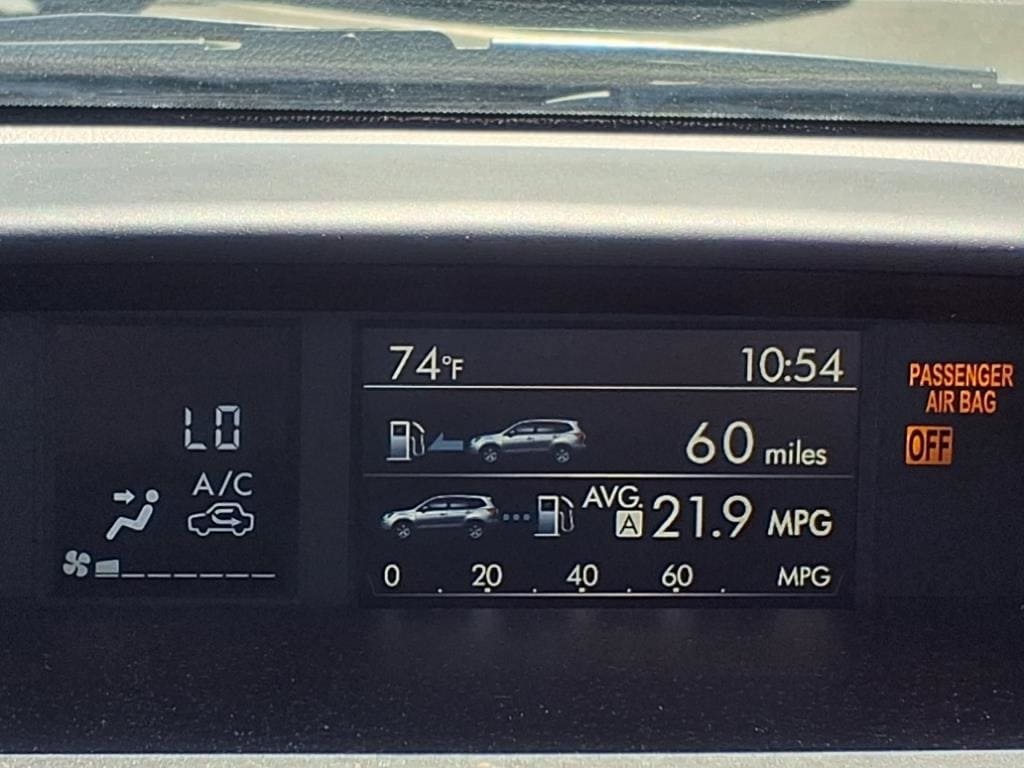 LO
A/C
74°F 10:54
60 miles
AVG.
A 21.9 MPG
0 20 40 60 MPG
PASSENGER
AIR BAG
OFF